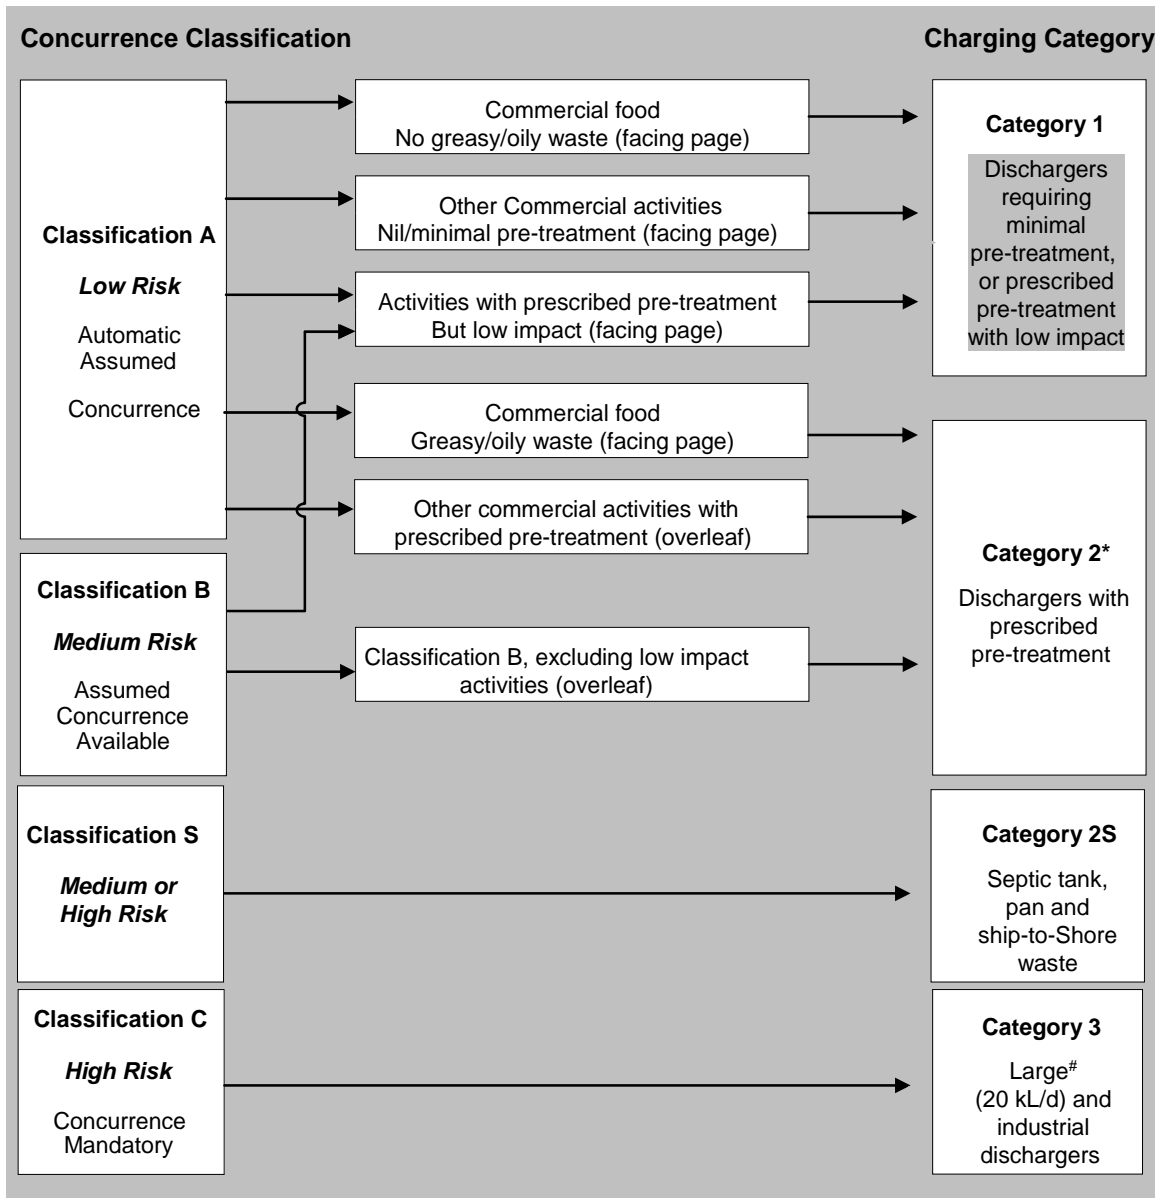 Concurrence Classification
Charging Category
Classification A
Low Risk
Automatic
Assumed
Concurrence
Commercial food
No greasy/oily waste (facing page)
Other Commercial activities
Nil/minimal pre-treatment (facing page)
Activities with prescribed pre-treatment
But low impact (facing page)
Commercial food
Greasy/oily waste (facing page)
Other commercial activities with
prescribed pre-treatment (overleaf)
Category 1
Dischargers
requiring
minimal
pre-treatment,
or prescribed
pre-treatment
with low impact
Classification B
Medium Risk
Assumed
Concurrence
Available
Classification B, excluding low impact
activities (overleaf)
Category 2*
Dischargers with
prescribed
pre-treatment
Classification S
Medium or
High Risk
Category 2S
Septic tank,
pan and
ship-to-Shore
waste
Classification C
High Risk
Concurrence
Mandatory
Category 3
Large#
(20 kL/d) and
industrial
dischargers